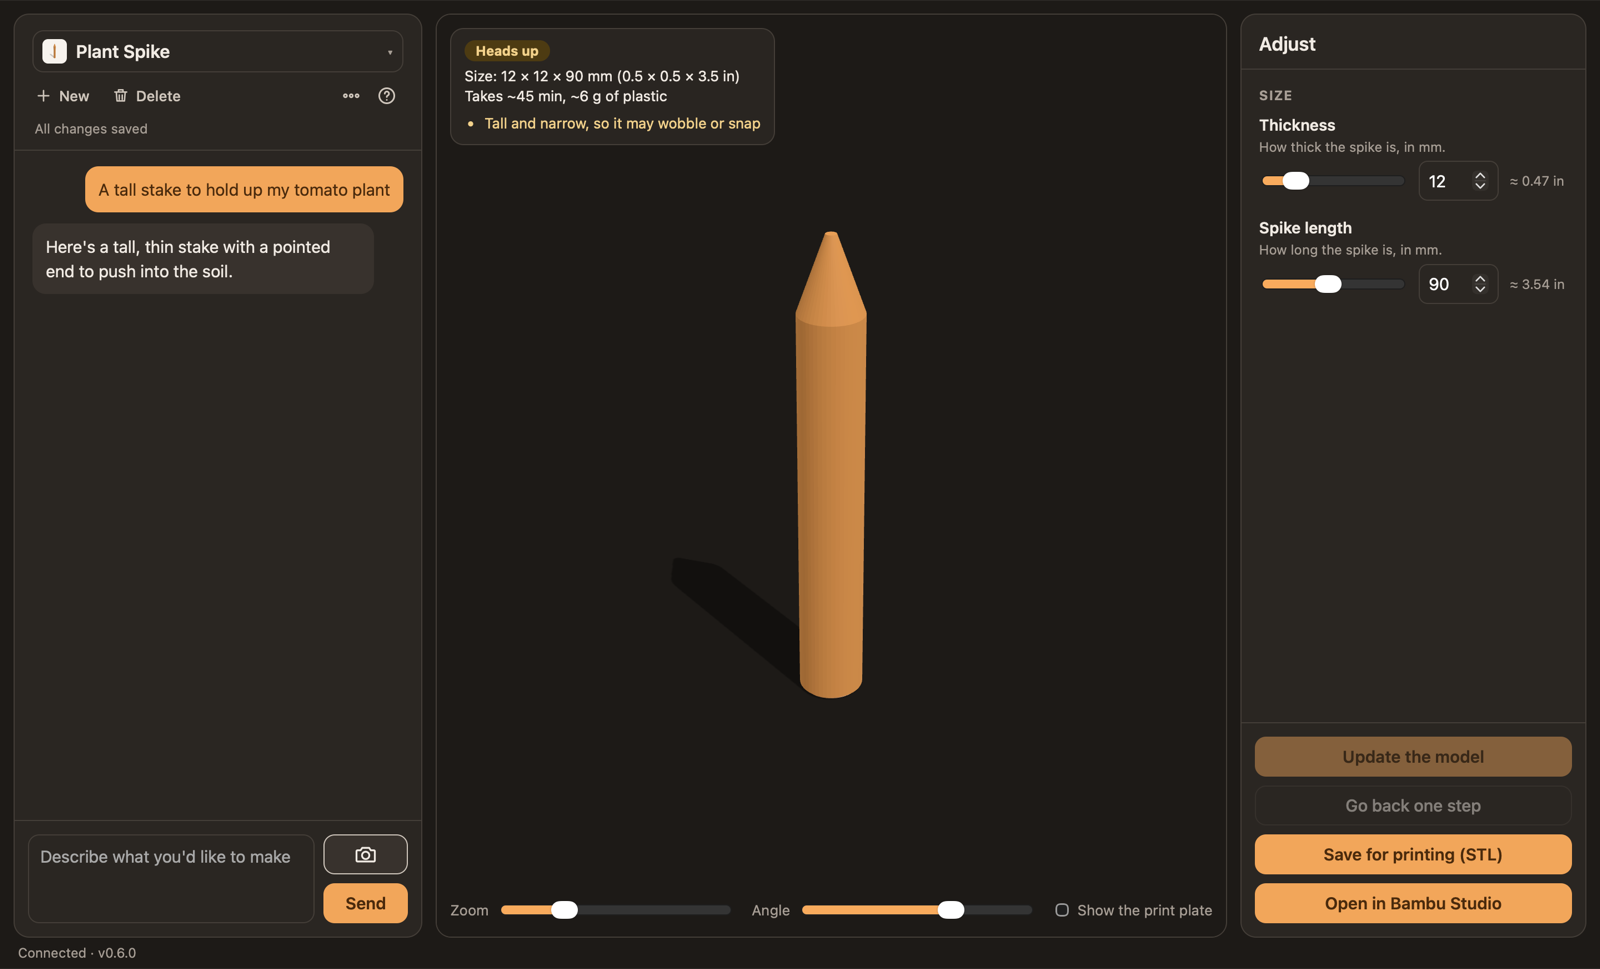 Plant Spike
New
Delete
All changes saved
A tall stake to hold up my tomato plant
Here's a tall, thin stake with a pointed
end to push into the soil.
Describe what you'd like to make
Send
Connected · v0.6.0
Heads up
Size: 12 × 12 × 90 mm (0.5 × 0.5 × 3.5 in)
Takes ~45 min, ~6 g of plastic
• Tall and narrow, so it may wobble or snap
Zoom
Angle
Show the print plate
Adjust
SIZE
Thickness
How thick the spike is, in mm.
12
≈ 0.47 in
Spike length
How long the spike is, in mm.
90
≈ 3.54 in
Update the model
Go back one step
Save for printing (STL)
Open in Bambu Studio